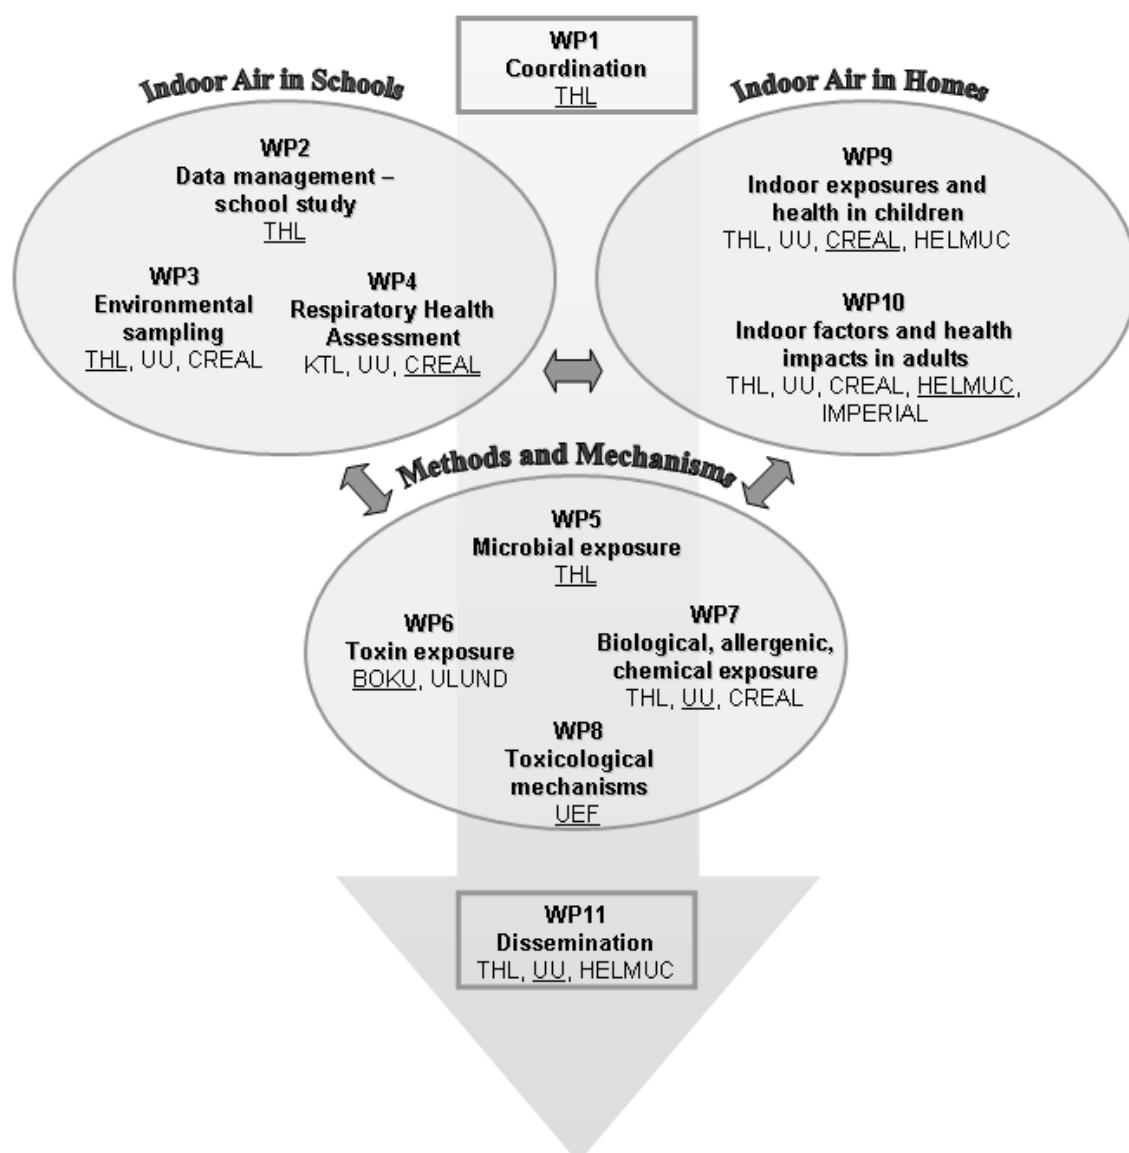 WP1
Coordination
THL
Indoor Air in Schools
WP2
Data management –
school study
THL
WP3
Environmental
sampling
THL, UU, CREAL
WP4
Respiratory Health
Assessment
KTL, UU, CREAL
Indoor Air in Homes
WP9
Indoor exposures and
health in children
THL, UU, CREAL, HELMUC
WP10
Indoor factors and health
impacts in adults
THL, UU, CREAL, HELMUC,
IMPERIAL
Methods and Mechanisms
WP5
Microbial exposure
THL
WP6
Toxin exposure
BOKU, ULUND
WP7
Biological, allergenic,
chemical exposure
THL, UU, CREAL
WP8
Toxicological
mechanisms
UEF
WP11
Dissemination
THL, UU, HELMUC